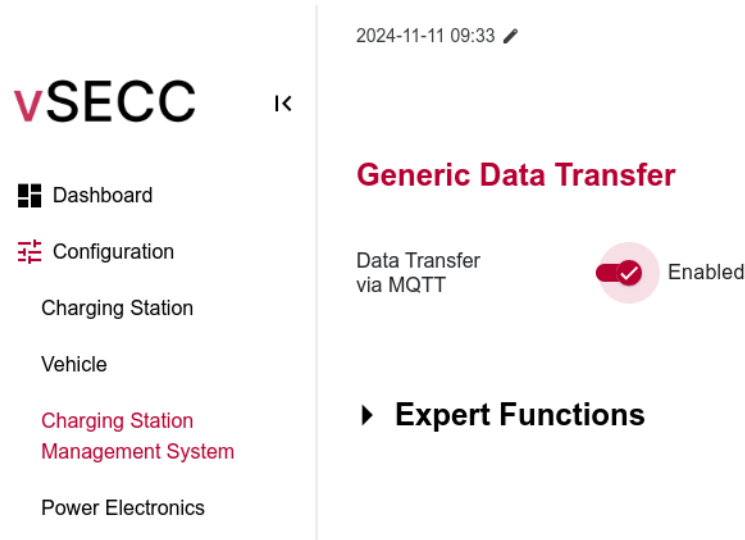 vSECC
Dashboard
Configuration
Charging Station
Vehicle
Charging Station
Management System
Power Electronics
2024-11-11 09:33
Generic Data Transfer
Data Transfer
via MQTT
Enabled
Expert Functions